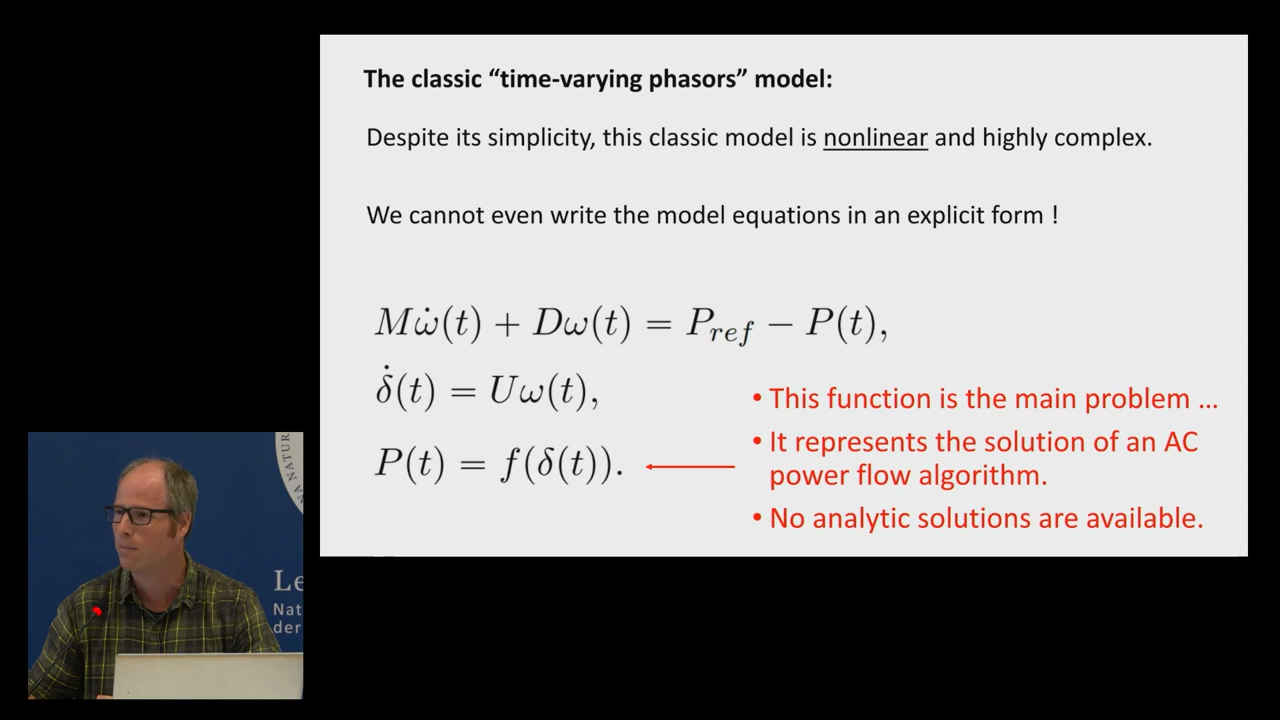 The classic “time-varying phasors” model:
Despite its simplicity, this classic model is nonlinear and highly complex.
We cannot even write the model equations in an explicit form !
Mω̇(t) + Dω(t) = P_ref − P(t),
δ̇(t) = Uω(t),
P(t) = f(δ(t)).
• This function is the main problem ...
• It represents the solution of an AC
power flow algorithm.
• No analytic solutions are available.
NA NATUR
Le
Nat
der